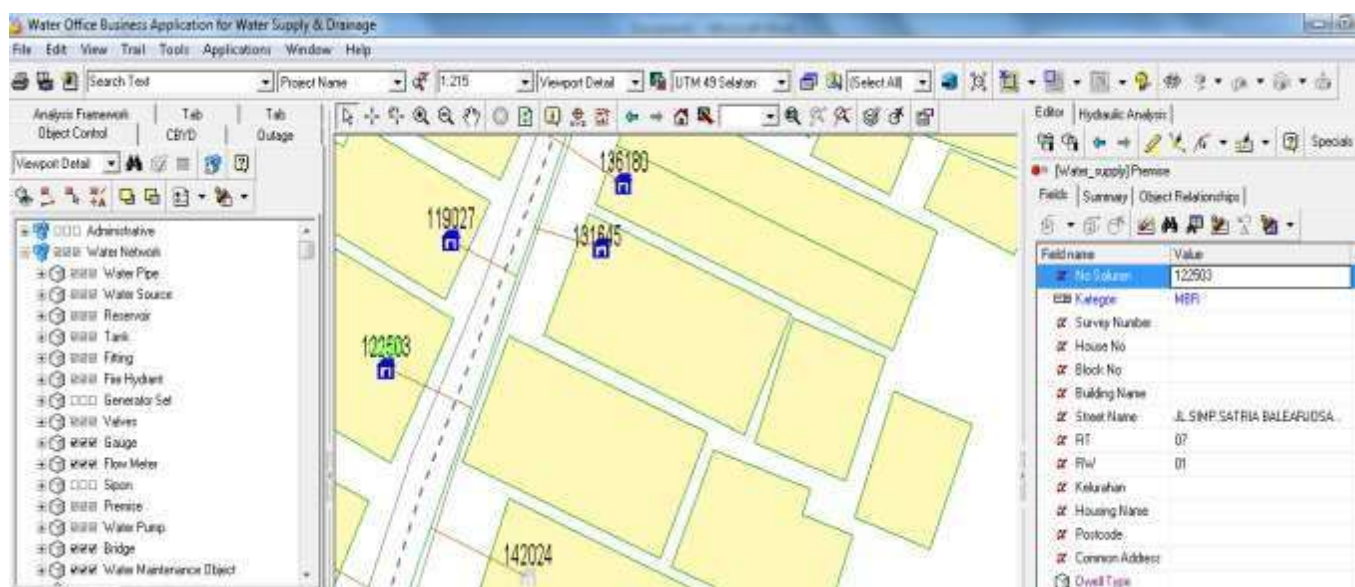 Water Office Business Application for Water Supply & Drainage
File Edit View Trail Tools Applications Window Help
Search Text Project Name 1:215 Viewport Detail UTM 49 Selatan (Select All)
Analysis Framework Tab Tab
Object Control CBYD Outage
Viewport Detail
Administrative
Water Network
Water Pipe
Water Source
Reservoir
Tank
Fitting
Fire Hydrant
Generator Set
Valves
Gauge
Flow Meter
Sipon
Premise
Water Pump
Bridge
Water Maintenance Object
136180
119027
131645
122503
142024
Editor Hydraulic Analysis
Specials
[Water_supply] Premise
Fields Summary Object Relationships
Field name Value
No Saluran 122503
Kategori
Survey Number
House No
Block No
Building Name
Street Name JL.SIMP.SATRIA
RT 07
RW 01
Kelurahan
Housing Name
Postcode
Common Address
Dwell Type